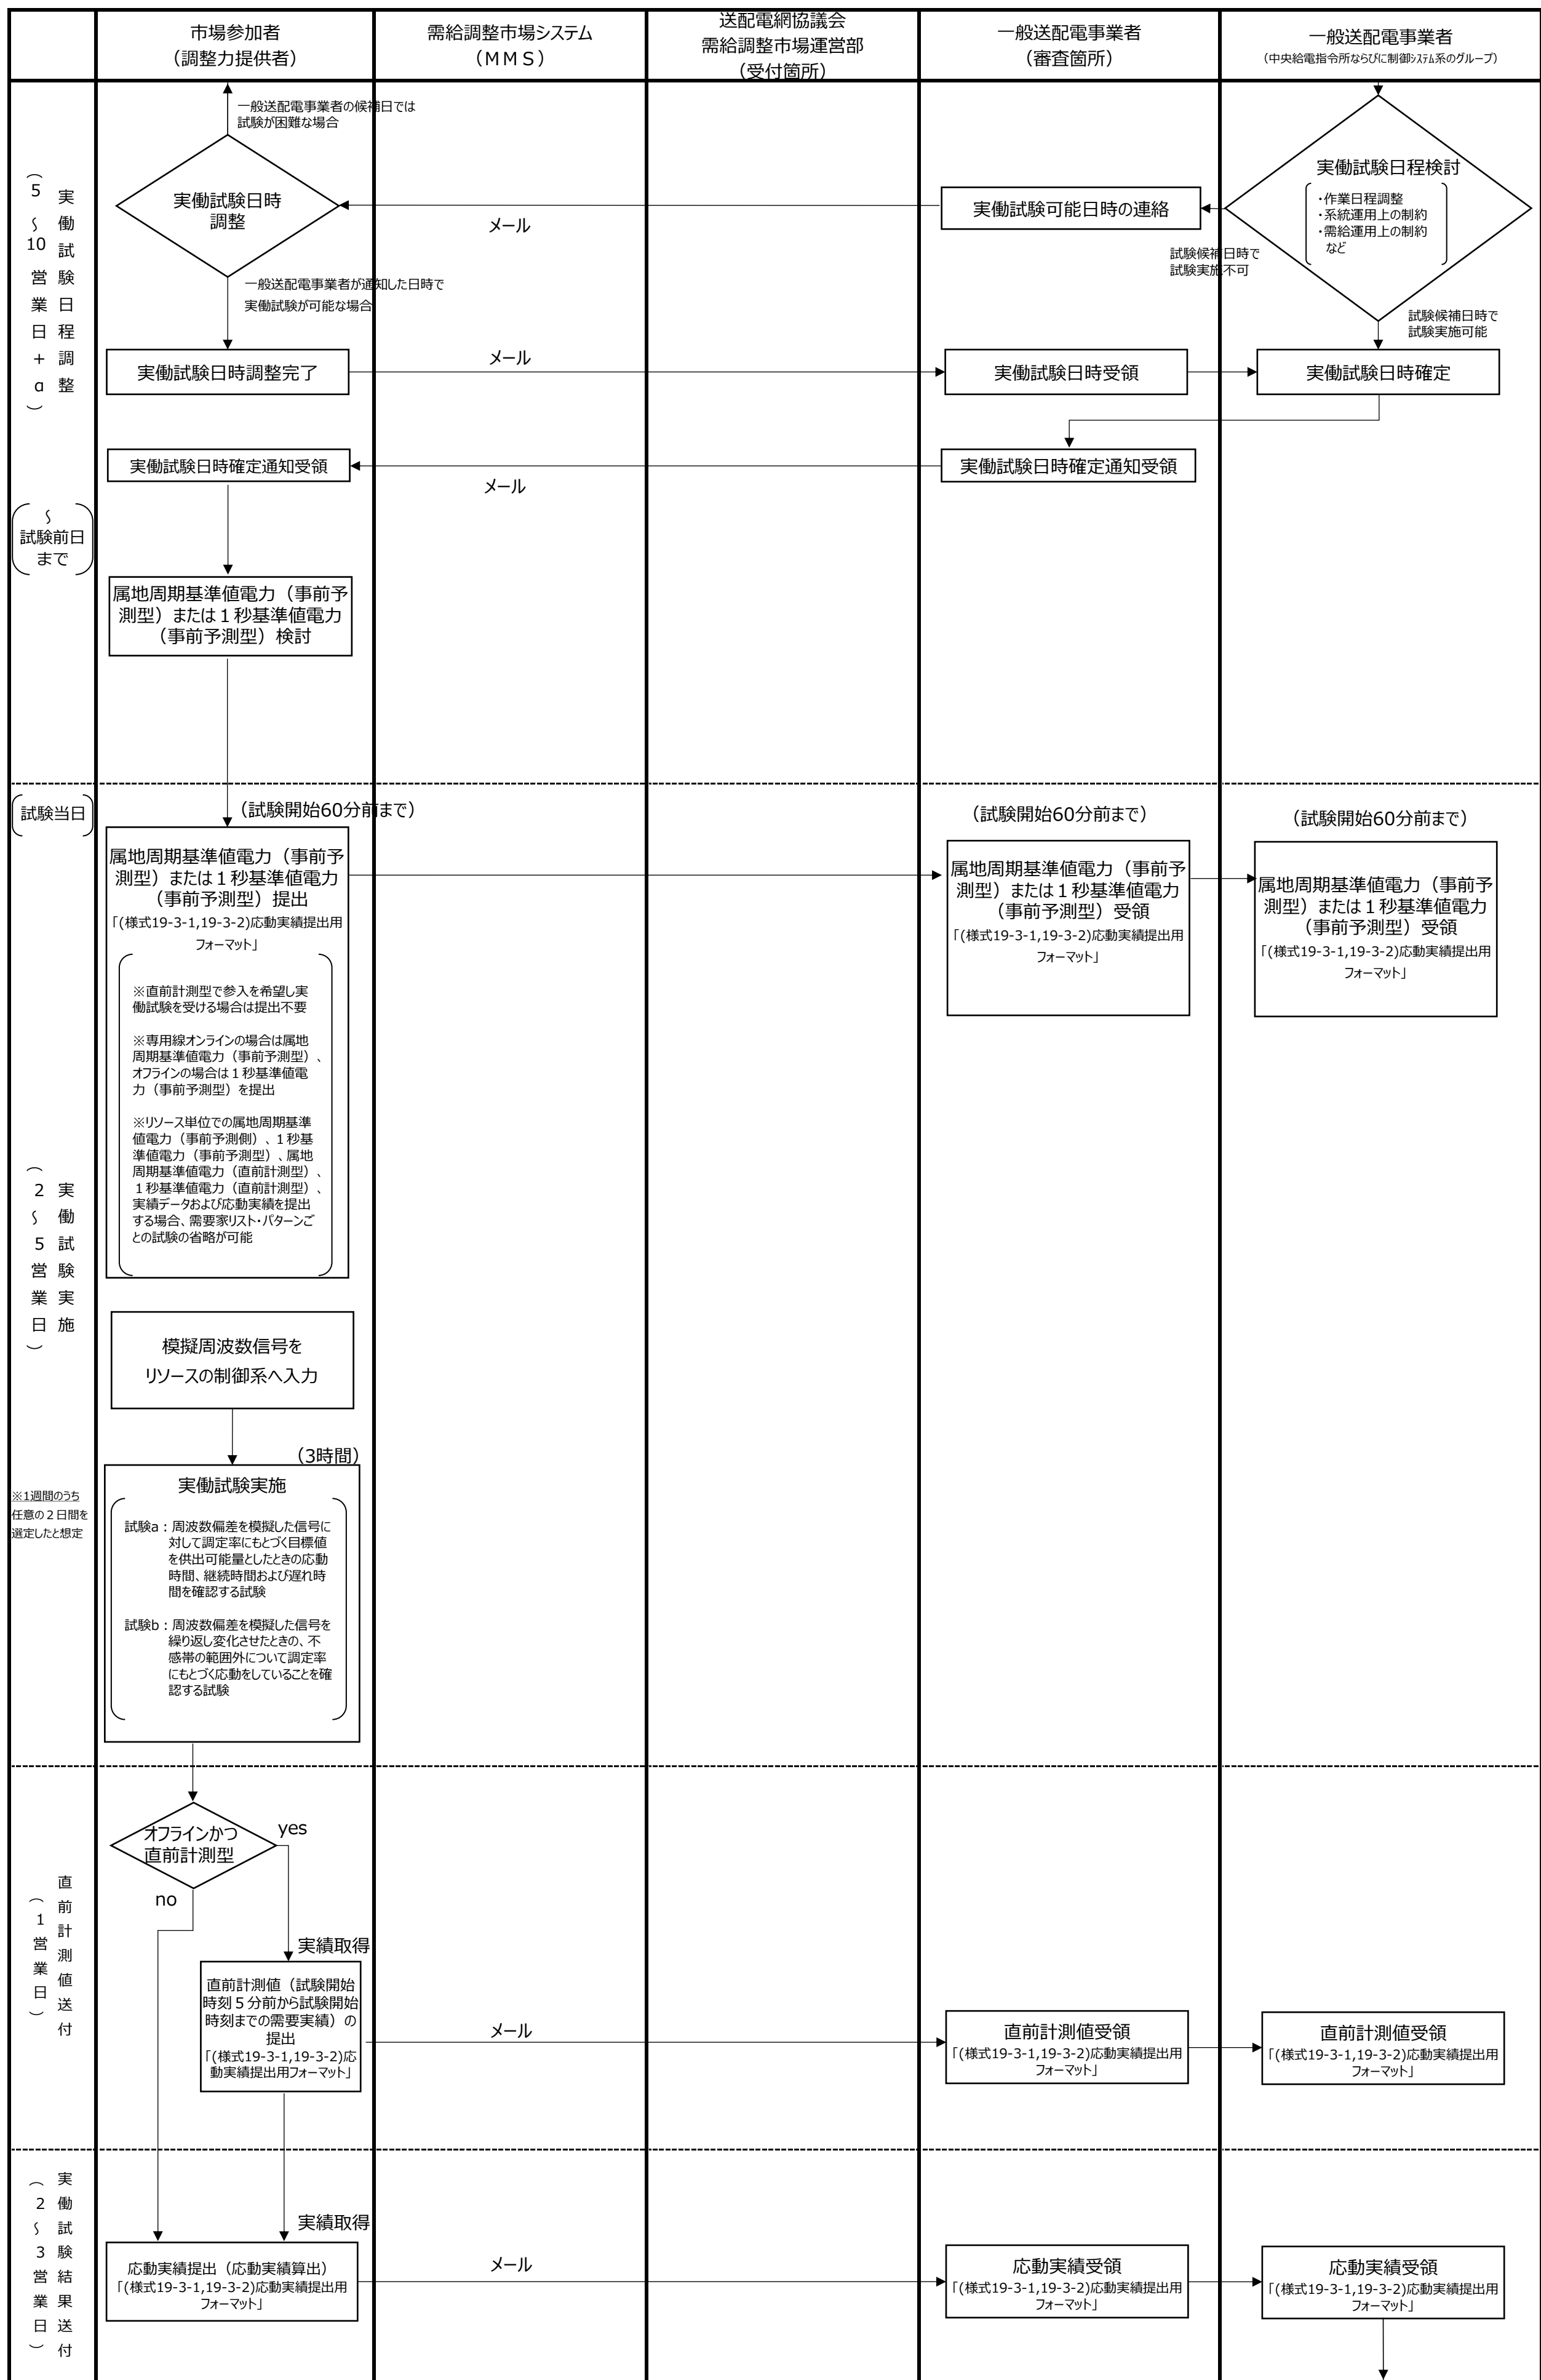 市場参加者
（調整力提供者）
需給調整市場システム
（ＭＭＳ）
送配電網協議会
需給調整市場運営部
（受付箇所）
一般送配電事業者
（審査箇所）
一般送配電事業者
（中央給電指令所ならびに制御システム系のグループ）
実働試験日程調整
（５～10営業日＋α）
一般送配電事業者の候補日では
試験が困難な場合
実働試験日時
調整
メール
実働試験可能日時の連絡
実働試験日程検討
・作業日程調整
・系統運用上の制約
・需給運用上の制約
など
試験候補日時で
試験実施不可
一般送配電事業者が通知した日時で
実働試験が可能な場合
試験候補日時で
試験実施可能
実働試験日時調整完了
メール
実働試験日時受領
実働試験日時確定
実働試験日時確定通知受領
メール
実働試験日時確定通知受領
～
試験前日
まで
属地周期基準値電力（事前予
測型）または１秒基準値電力
（事前予測型）検討
試験当日
（試験開始60分前まで）
（試験開始60分前まで）
（試験開始60分前まで）
属地周期基準値電力（事前予
測型）または１秒基準値電力
（事前予測型）提出
「(様式19-3-1,19-3-2)応動実績提出用
フォーマット」
※直前計測型で参入を希望し実
働試験を受ける場合は提出不要
※専用線オンラインの場合は属地
周期基準値電力（事前予測型）、
オフラインの場合は１秒基準値電
力（事前予測型）を提出
※リソース単位での属地周期基準
値電力（事前予測側）、１秒基
準値電力（事前予測型）、属地
周期基準値電力（直前計測型）、
１秒基準値電力（直前計測型）、
実績データおよび応動実績を提出
する場合、需要家リスト・パターンご
との試験の省略が可能
属地周期基準値電力（事前予
測型）または１秒基準値電力
（事前予測型）受領
「(様式19-3-1,19-3-2)応動実績提出用
フォーマット」
属地周期基準値電力（事前予
測型）または１秒基準値電力
（事前予測型）受領
「(様式19-3-1,19-3-2)応動実績提出用
フォーマット」
実働試験実施
（２～５営業日）
模擬周波数信号を
リソースの制御系へ入力
（3時間）
※1週間のうち
任意の２日間を
選定したと想定
実働試験実施
試験a：周波数偏差を模擬した信号に
対して調定率にもとづく目標値
を供出可能量としたときの応動
時間、継続時間および遅れ時
間を確認する試験
試験b：周波数偏差を模擬した信号を
繰り返し変化させたときの、不
感帯の範囲外について調定率
にもとづく応動をしていることを確
認する試験
直前計測値送付
（１営業日）
オフラインかつ
直前計測型
yes
no
実績取得
直前計測値（試験開始
時刻５分前から試験開始
時刻までの需要実績）の
提出
「(様式19-3-1,19-3-2)応
動実績提出用フォーマット」
メール
直前計測値受領
「(様式19-3-1,19-3-2)応動実績提出用
フォーマット」
直前計測値受領
「(様式19-3-1,19-3-2)応動実績提出用
フォーマット」
実働試験結果送付
（２～３営業日）
実績取得
応動実績提出（応動実績算出）
「(様式19-3-1,19-3-2)応動実績提出用
フォーマット」
メール
応動実績受領
「(様式19-3-1,19-3-2)応動実績提出用
フォーマット」
応動実績受領
「(様式19-3-1,19-3-2)応動実績提出用
フォーマット」